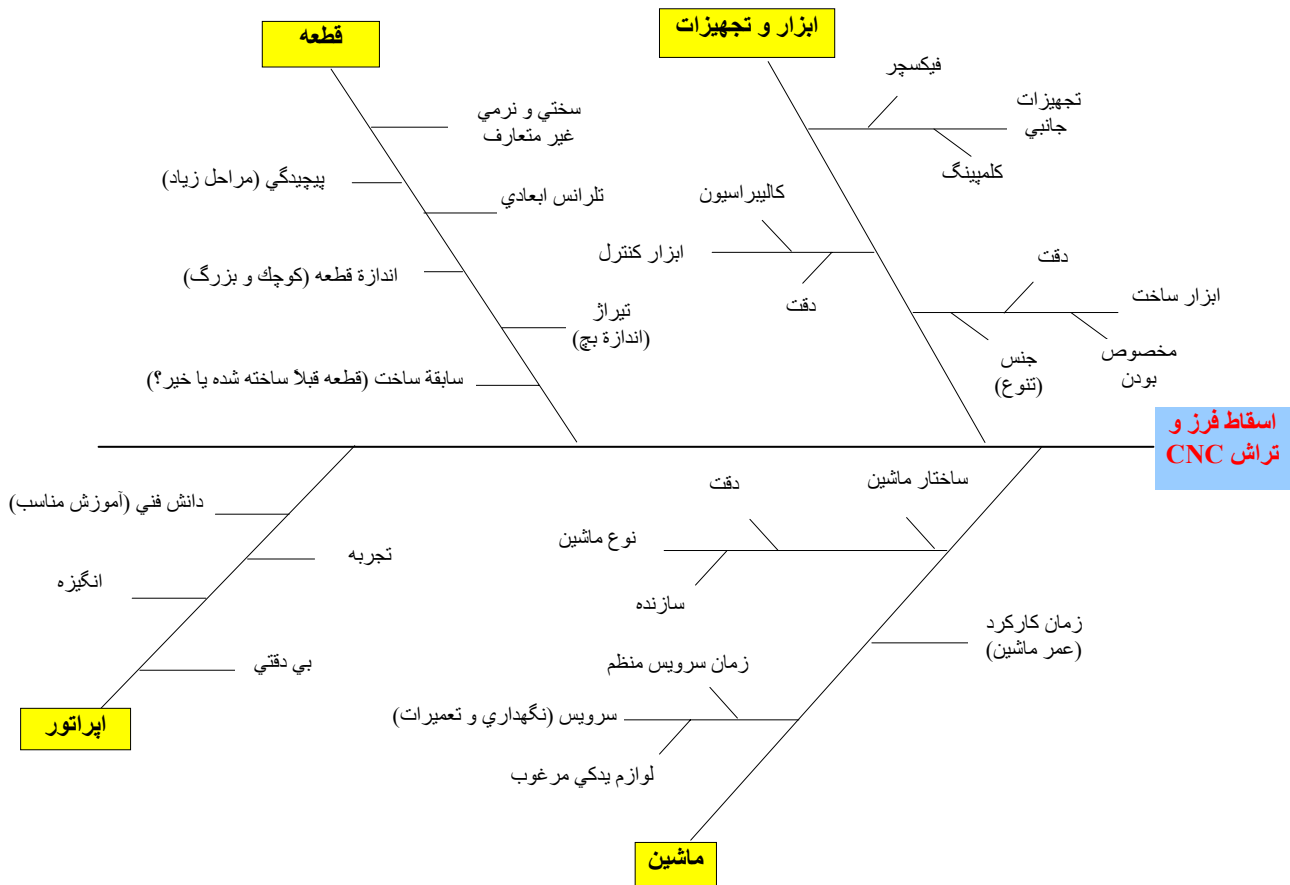 ابزار و تجهيزات
قطعه
فيكسچر
تجهيزات
جانبي
كلمپينگ
كاليبراسيون
ابزار كنترل
دقت
دقت
ابزار ساخت
جنس
(تنوع)
مخصوص
بودن
سختي و نرمي
غير متعارف
پيچيدگي (مراحل زياد)
تلرانس ابعادي
اندازة قطعه (كوچك و بزرگ)
تيراژ
(اندازة بچ)
سابقة ساخت (قطعه قبلاً ساخته شده يا خير؟)
اسقاط فرز و
تراش CNC
ساختار ماشين
دقت
نوع ماشين
سازنده
زمان كاركرد
(عمر ماشين)
زمان سرويس منظم
سرويس (نگهداري و تعميرات)
لوازم يدكي مرغوب
ماشين
دانش فني (آموزش مناسب)
تجربه
انگيزه
بي دقتي
اپراتور